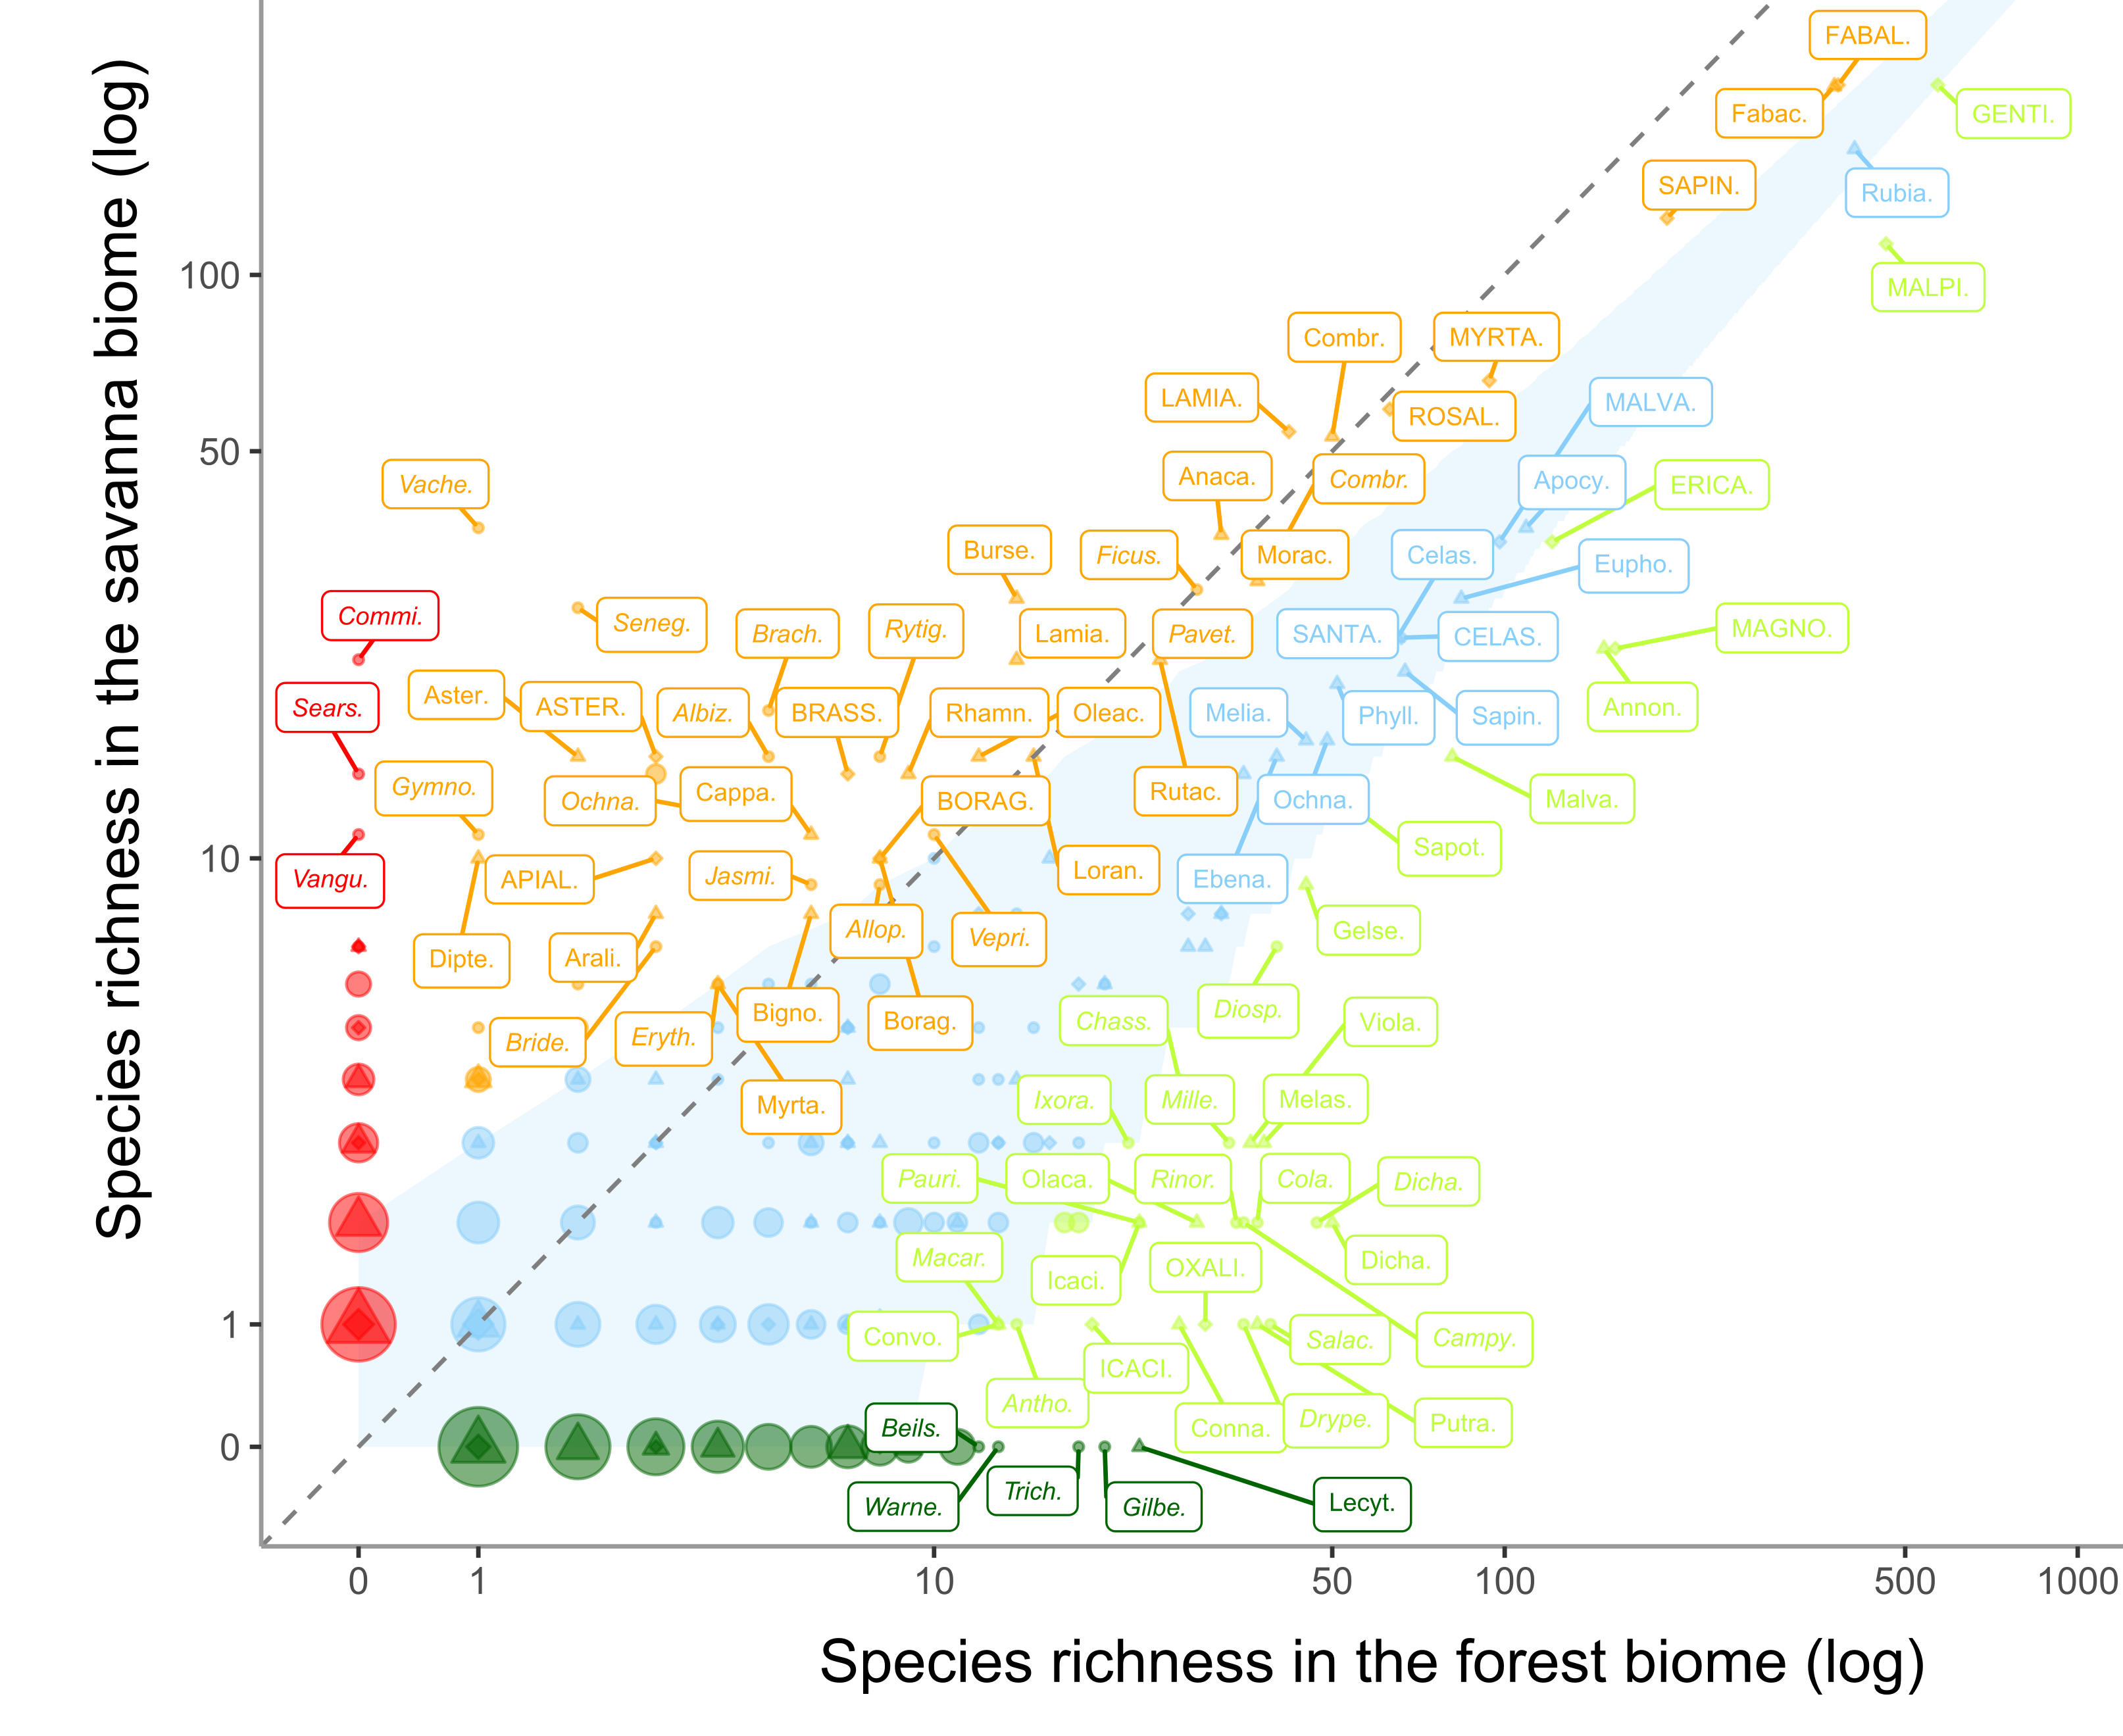 Species richness in the savanna biome (log)
FABAL.
Fabac.
GENTI.
SAPIN.
Rubia.
100
MALPI.
Combr.
MYRTA.
LAMIA.
MALVA.
ROSAL.
50
Vache.
Anaca.
Combr.
Apocy.
ERICA.
Burse.
Ficus.
Morac.
Celas.
Eupho.
Commi.
Seneg.
Brach.
Rytig.
Lamia.
Pavet.
SANTA.
CELAS.
MAGNO.
Sears.
Aster.
ASTER.
Albiz.
BRASS.
Rhamn.
Oleac.
Melia.
Phyll.
Sapin.
Annon.
Gymno.
Ochna.
Cappa.
BORAG.
Rutac.
Ochna.
Malva.
Sapot.
10
Vangu.
APIAL.
Jasmi.
Loran.
Ebena.
Dipte.
Arali.
Allop.
Vepri.
Gelse.
Bride.
Eryth.
Bigno.
Borag.
Chass.
Diosp.
Viola.
Myrta.
Ixora.
Mille.
Melas.
Pauri.
Olaca.
Rinor.
Cola.
Dicha.
Macar.
Icaci.
OXALI.
Dicha.
1
Convo.
ICACI.
Salac.
Campy.
Antho.
Conna.
Drype.
Putra.
0
Beils.
Warne.
Trich.
Gilbe.
Lecyt.
0 1 10 50 100 500 1000
Species richness in the forest biome (log)